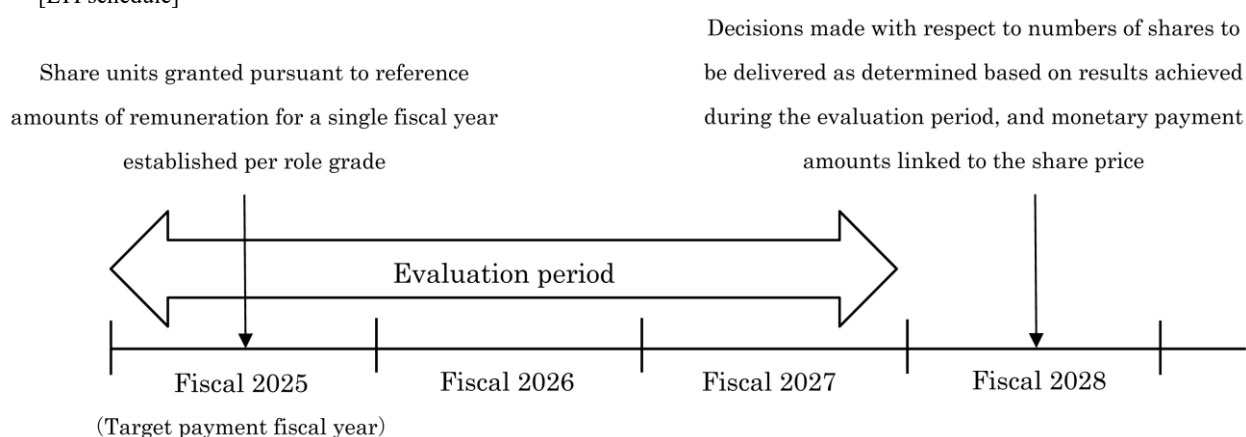 [LTI schedule]
Decisions made with respect to numbers of shares to
Share units granted pursuant to reference
be delivered as determined based on results achieved
amounts of remuneration for a single fiscal year
during the evaluation period, and monetary payment
established per role grade
amounts linked to the share price
Evaluation period
Fiscal 2025
Fiscal 2026
Fiscal 2027
Fiscal 2028
(Target payment fiscal year)